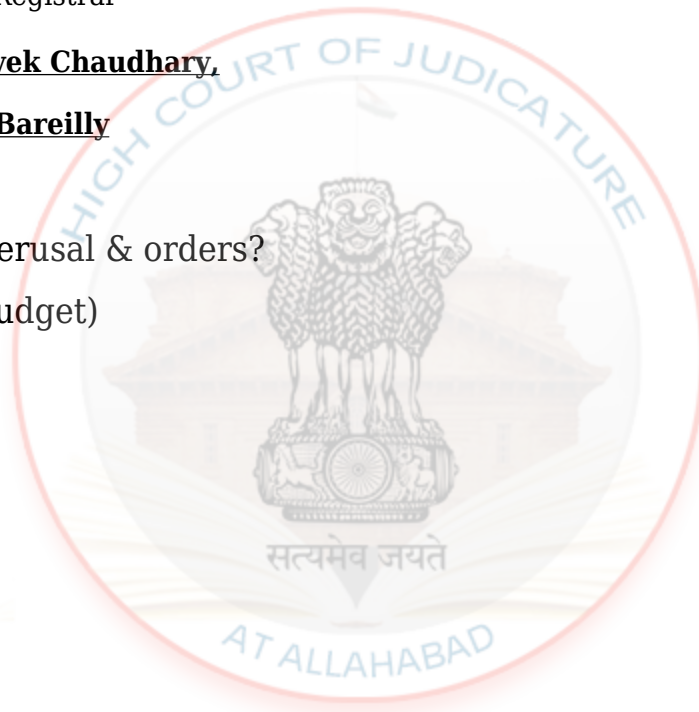 Registrar
vek Chaudhary,
Bareilly
erusal & orders?
udget)
HIGH COURT OF JUDICATURE
सत्यमेव जयते
AT ALLAHABAD